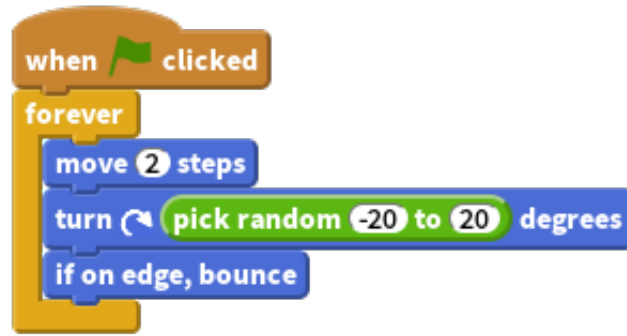 when clicked
forever
move 2 steps
turn pick random -20 to 20 degrees
if on edge, bounce